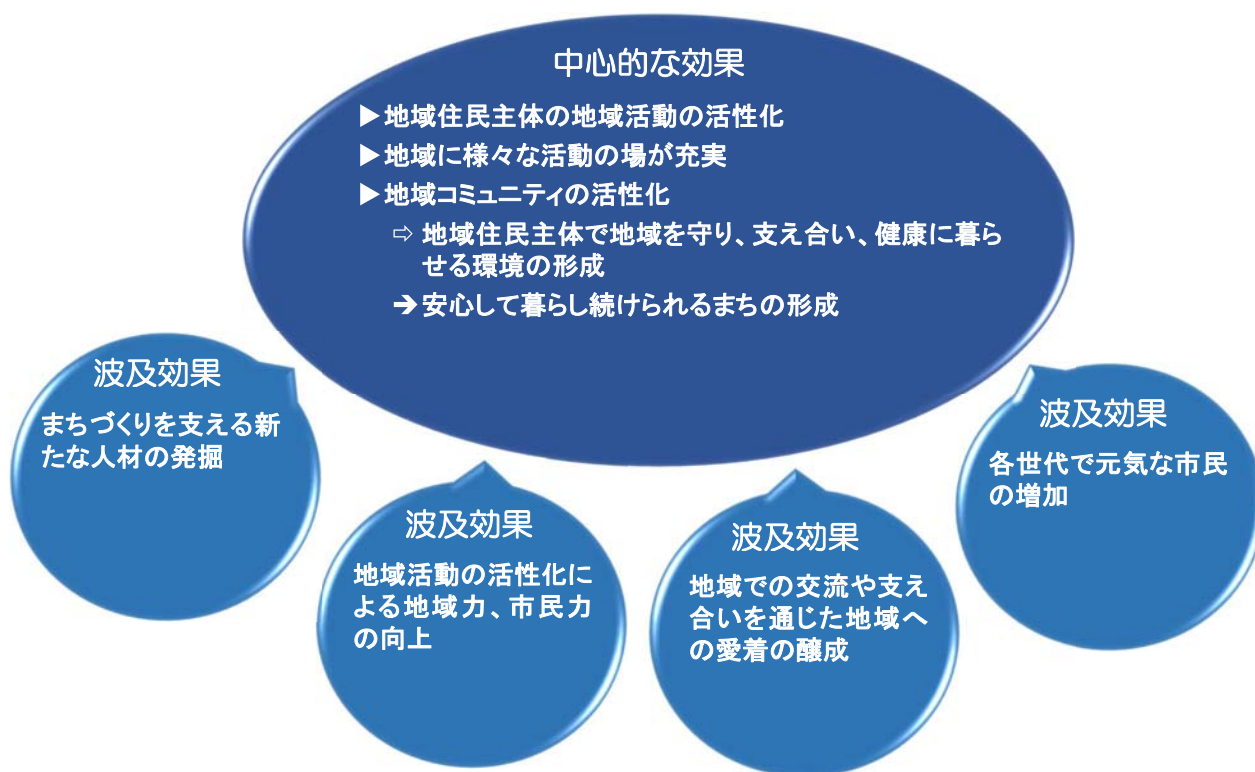 中心的な効果
▶地域住民主体の地域活動の活性化
▶地域に様々な活動の場が充実
▶地域コミュニティの活性化
⇨ 地域住民主体で地域を守り、支え合い、健康に暮ら
せる環境の形成
➔安心して暮らし続けられるまちの形成
波及効果
まちづくりを支える新
たな人材の発掘
波及効果
地域活動の活性化に
よる地域力、市民力
の向上
波及効果
地域での交流や支え
合いを通じた地域へ
の愛着の醸成
波及効果
各世代で元気な市民
の増加